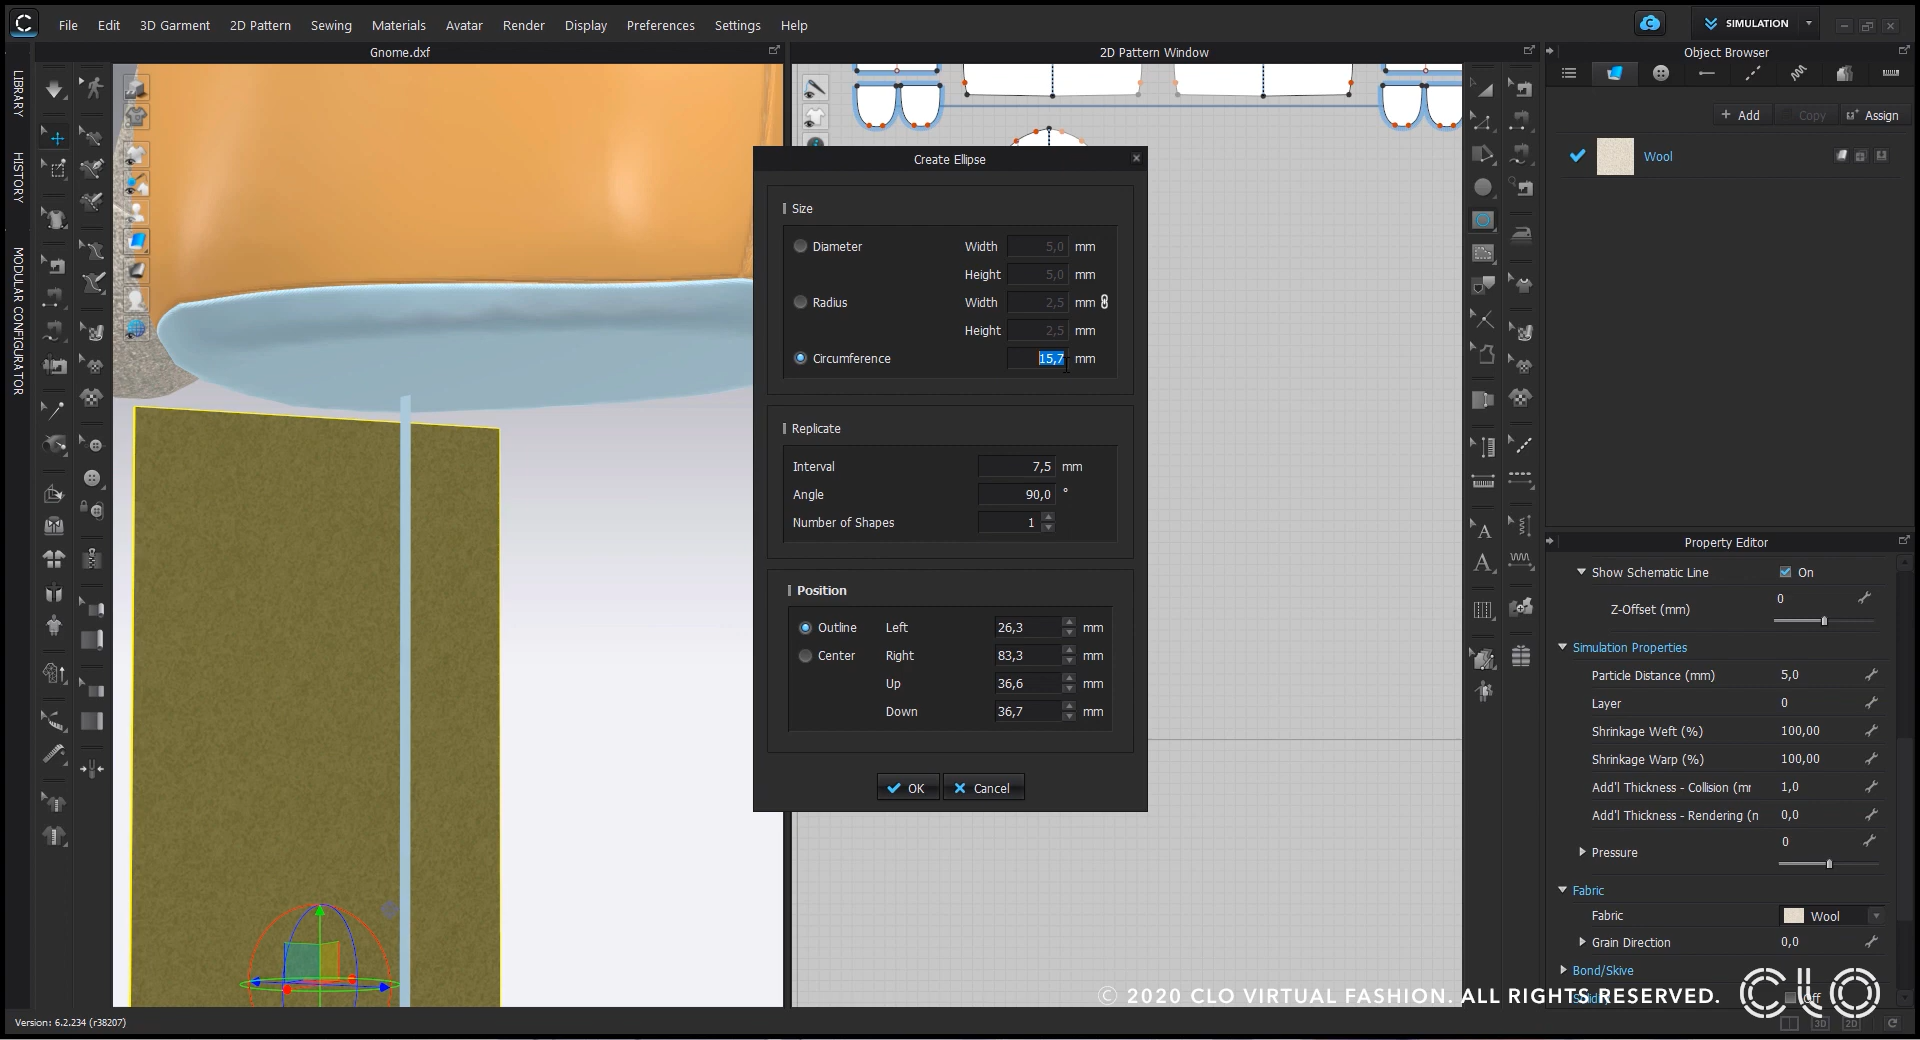 File Edit 3D Garment 2D Pattern Sewing Materials Avatar Render Display Preferences Settings Help
SIMULATION
Gnome.dxf
2D Pattern Window
Object Browser
LIBRARY
HISTORY
MODULAR CONFIGURATOR
+ Add Copy Assign
Wool
Create Ellipse
Size
Diameter Width 5,0 mm
Height 5,0 mm
Radius Width 2,5 mm
Height 2,5 mm
Circumference 15,7 mm
Replicate
Interval 7,5 mm
Angle 90,0 °
Number of Shapes 1
Position
Outline Left 26,3 mm
Center Right 83,3 mm
Up 36,6 mm
Down 36,7 mm
OK Cancel
Property Editor
Show Schematic Line On
Z-Offset (mm) 0
Simulation Properties
Particle Distance (mm) 5,0
Layer 0
Shrinkage Weft (%) 100,00
Shrinkage Warp (%) 100,00
Add'l Thickness - Collision (mr 1,0
Add'l Thickness - Rendering (n 0,0
Pressure 0
Fabric
Fabric Wool
Grain Direction 0,0
Bond/Skive
Off
© 2020 CLO VIRTUAL FASHION. ALL RIGHTS RESERVED. CLO
Version: 6.2.234 (r38207)
3D 2D